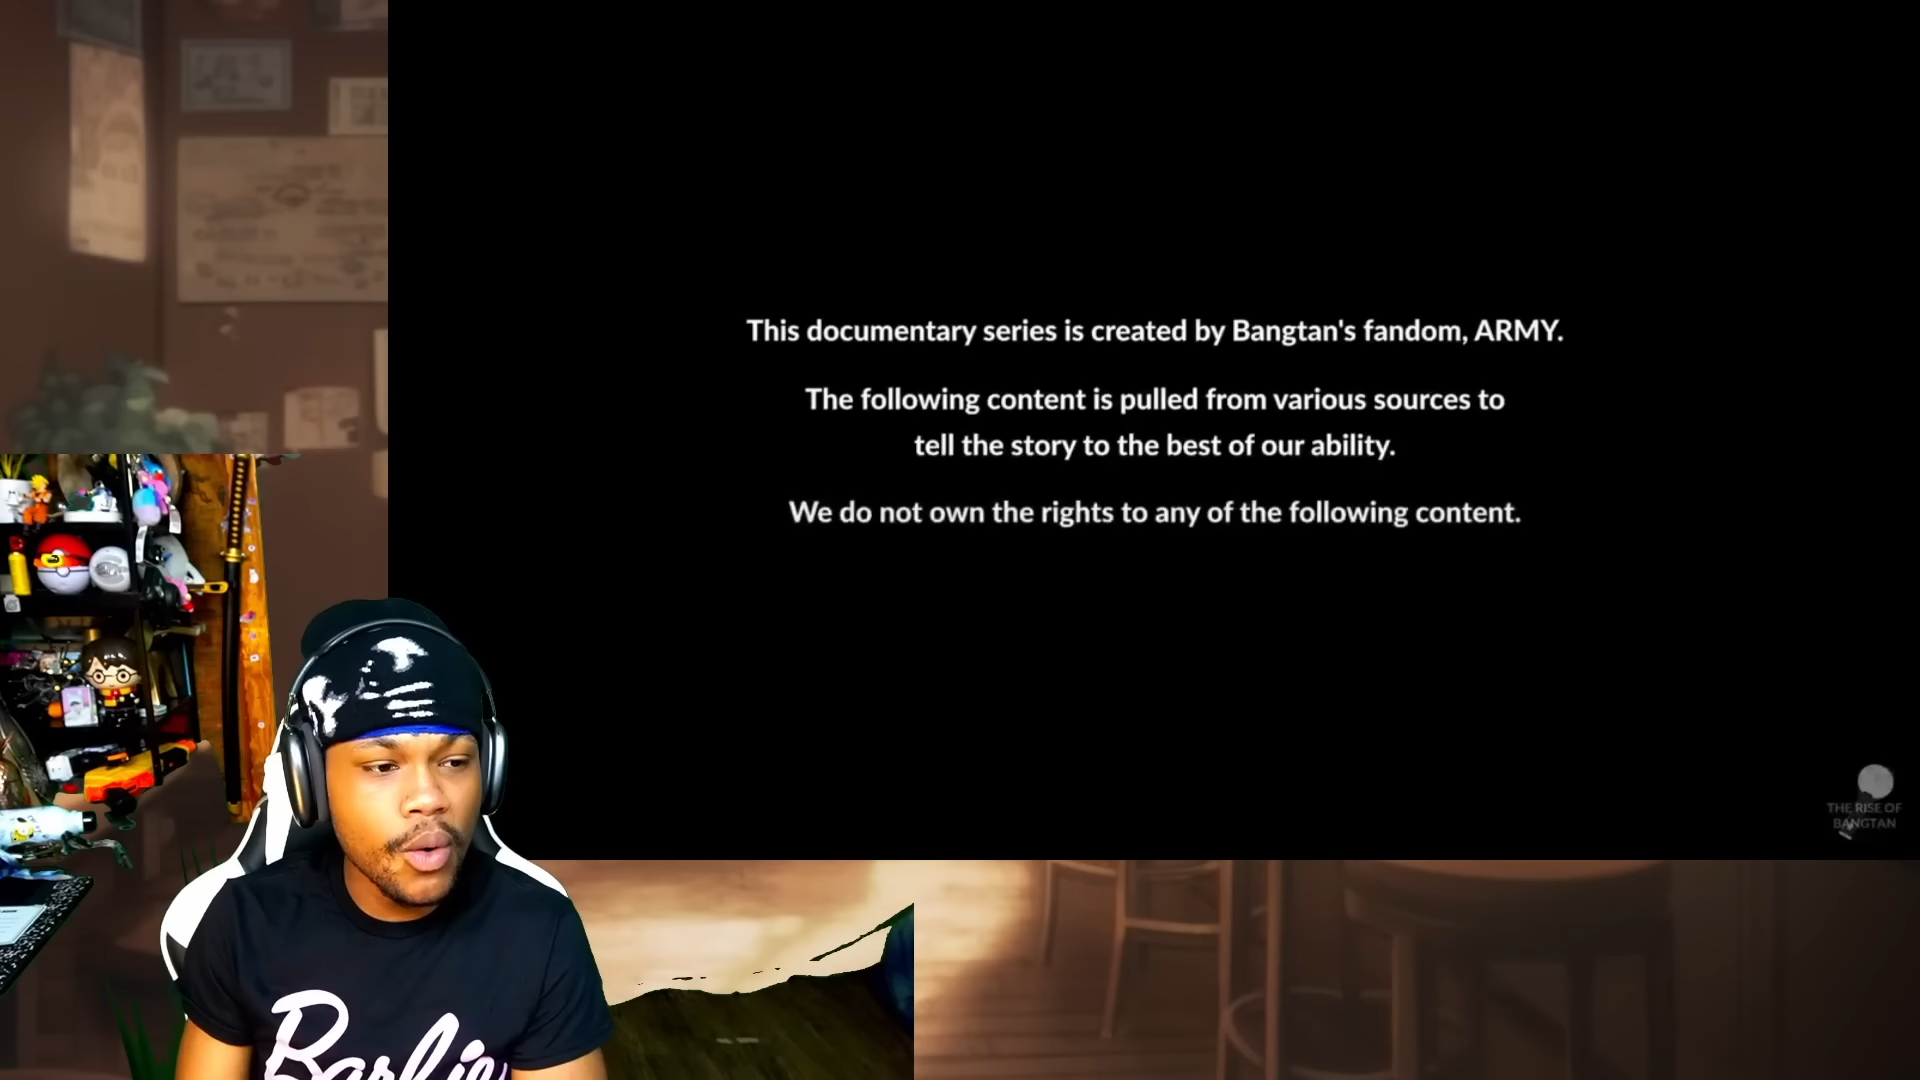 This documentary series is created by Bangtan's fandom, ARMY.
The following content is pulled from various sources to
tell the story to the best of our ability.
We do not own the rights to any of the following content.
THE RISE OF
BANGTAN
Barbie